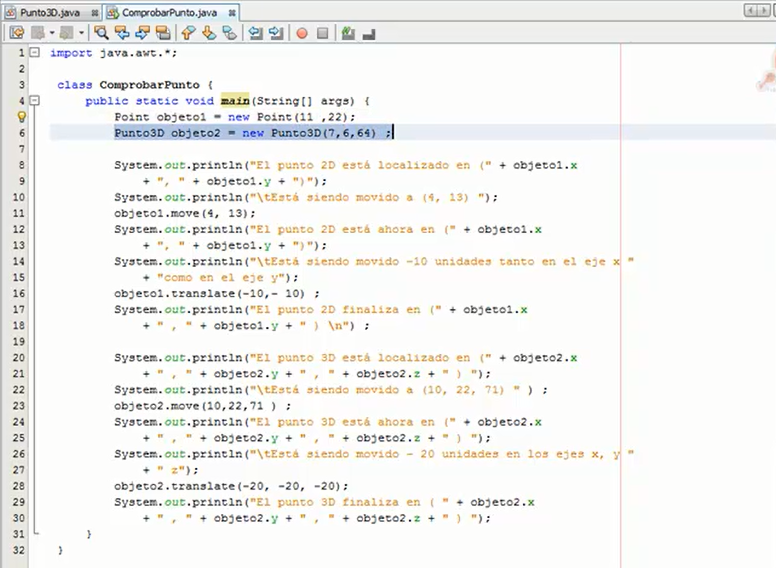 Punto3D.java ComprobarPunto.java
1 import java.awt.*;
2
3 class ComprobarPunto {
4 public static void main(String[] args) {
Point objeto1 = new Point(11 ,22);
6 Punto3D objeto2 = new Punto3D(7,6,64) ;
7
8 System.out.println("El punto 2D está localizado en (" + objeto1.x
9 + ", " + objeto1.y + ")");
10 System.out.println("\tEstá siendo movido a (4, 13) ");
11 objeto1.move(4, 13);
12 System.out.println("El punto 2D está ahora en (" + objeto1.x
13 + ", " + objeto1.y + ")");
14 System.out.println("\tEstá siendo movido -10 unidades tanto en el eje x "
15 + "como en el eje y");
16 objeto1.translate(-10,- 10) ;
17 System.out.println("El punto 2D finaliza en (" + objeto1.x
18 + " , " + objeto1.y + " ) \n") ;
19
20 System.out.println("El punto 3D está localizado en (" + objeto2.x
21 + " , " + objeto2.y + " , " + objeto2.z + " ) ");
22 System.out.println("\tEstá siendo movido a (10, 22, 71) " ) ;
23 objeto2.move(10,22,71 ) ;
24 System.out.println("El punto 3D está ahora en (" + objeto2.x
25 + " , " + objeto2.y + " , " + objeto2.z + " ) ");
26 System.out.println("\tEstá siendo movido - 20 unidades en los ejes x, y "
27 + " z");
28 objeto2.translate(-20, -20, -20);
29 System.out.println("El punto 3D finaliza en ( " + objeto2.x
30 + " , " + objeto2.y + " , " + objeto2.z + " ) ");
31 }
32 }